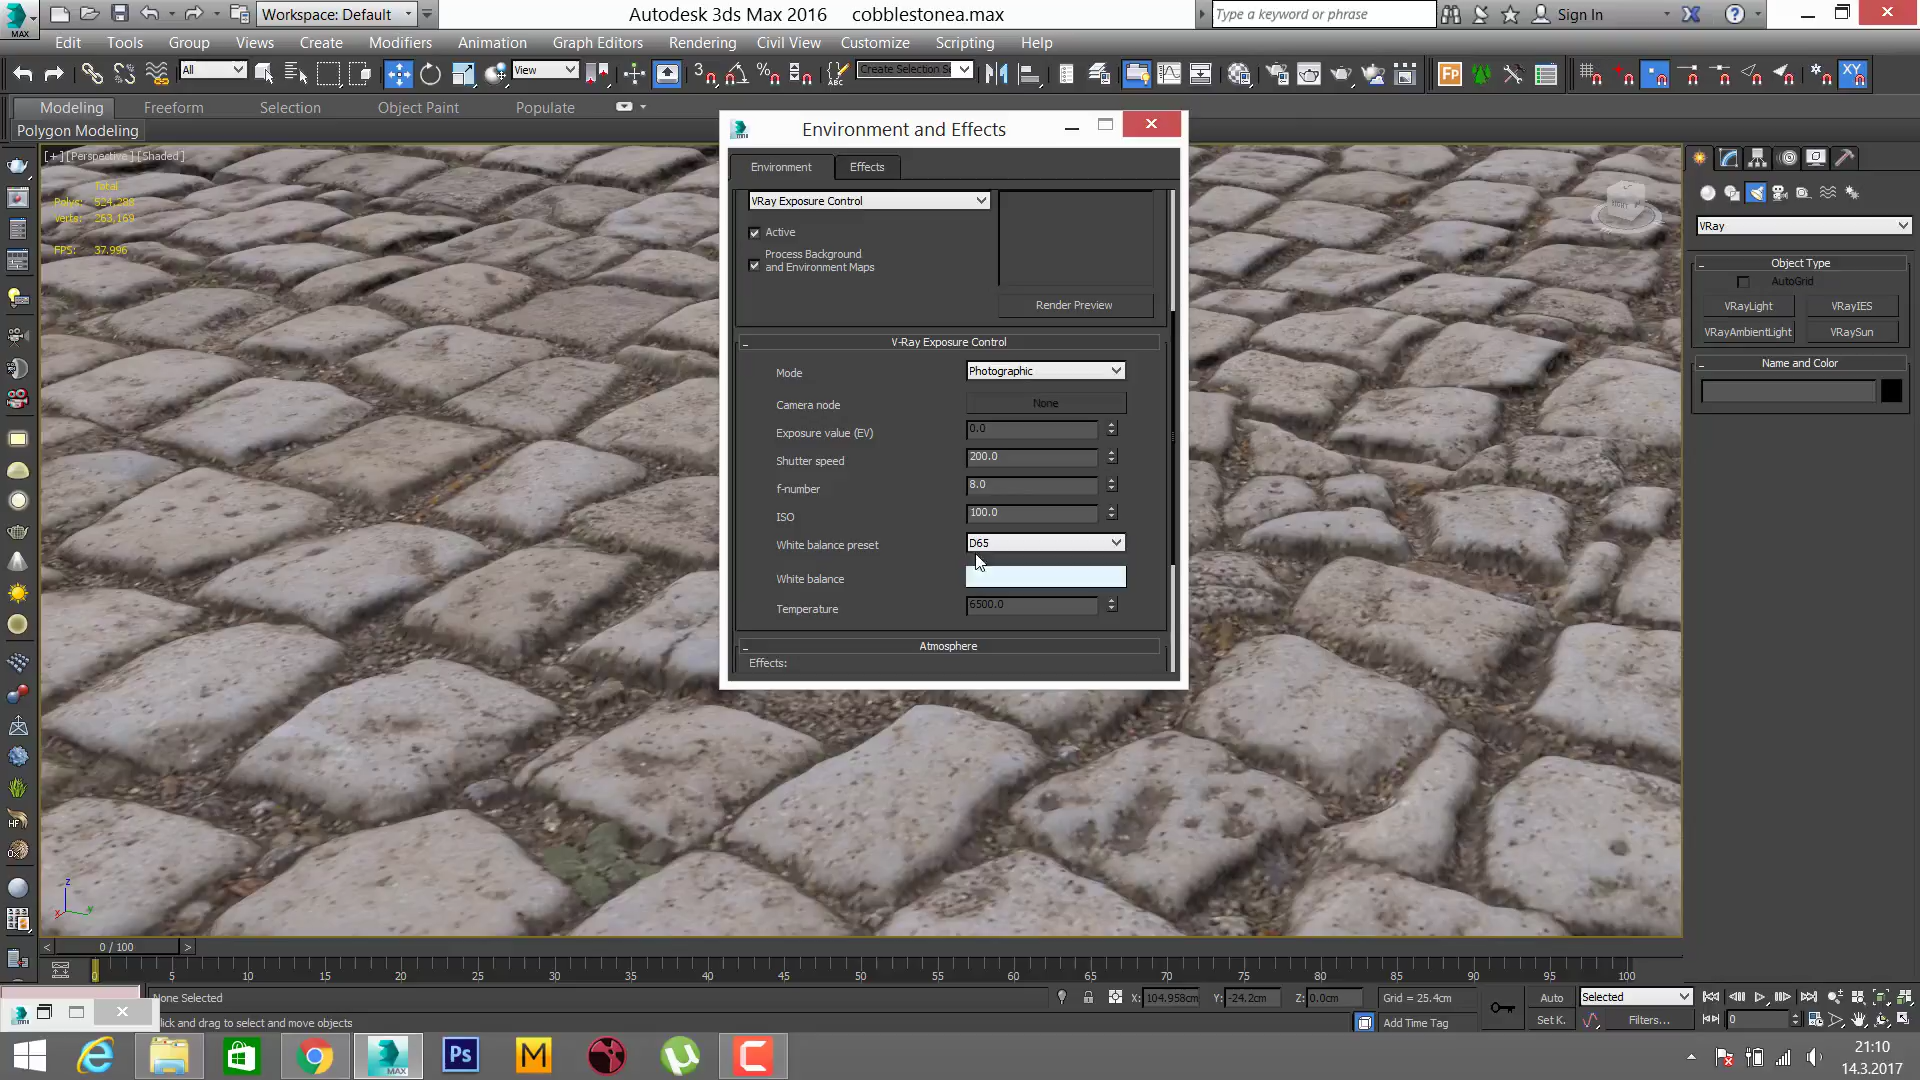 MAX
Workspace: Default
Autodesk 3ds Max 2016 cobblestonea.max
Type a keyword or phrase
Sign In
Edit Tools Group Views Create Modifiers Animation Graph Editors Rendering Civil View Customize Scripting Help
All
View
3
%
ABC
Create Selection Se
Fp
XY
Modeling Freeform Selection Object Paint Populate
Polygon Modeling
[+][Perspective][Shaded]
Total
Polys: 524,288
Verts: 263,169
FPS: 37.996
Environment and Effects
Environment Effects
VRay Exposure Control
Active
Process Background
and Environment Maps
Render Preview
V-Ray Exposure Control
Mode Photographic
Camera node None
Exposure value (EV) 0.0
Shutter speed 200.0
f-number 8.0
ISO 100.0
White balance preset D65
White balance
Temperature 6500.0
Atmosphere
Effects:
VRay
Object Type
AutoGrid
VRayLight VRayIES
VRayAmbientLight VRaySun
Name and Color
HF
z
x
y
< 0 / 100 >
0 5 10 15 20 25 30 35 40 45 50 55 60 65 70 75 80 85 90 95 100
None Selected
X: 104.958cm Y: -24.2cm Z: 0.0cm Grid = 25.4cm
Auto Selected
lick and drag to select and move objects
Add Time Tag
Set K. Filters...
0
MAX
Ps
M
21:10
14.3.2017